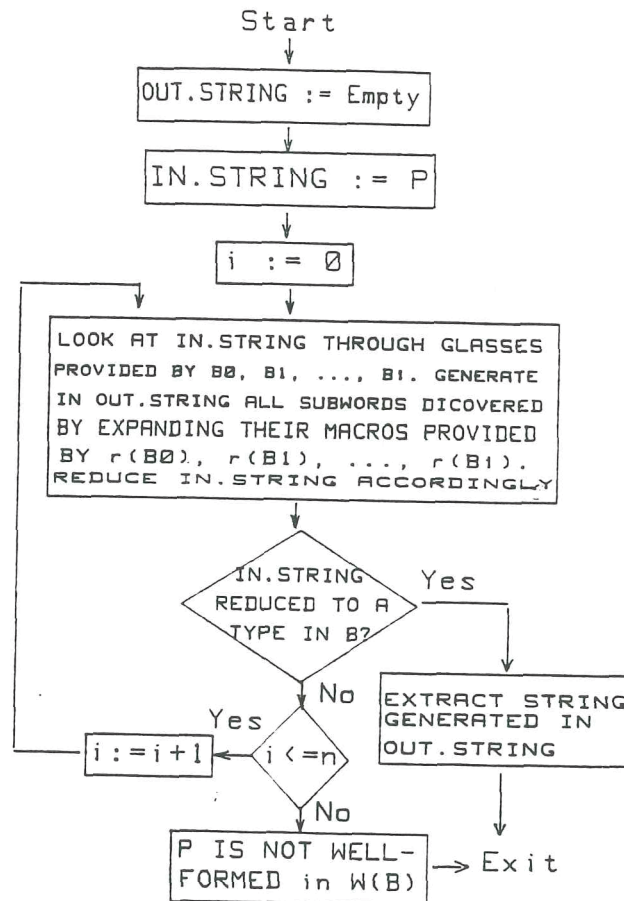 Start
OUT.STRING := Empty
IN.STRING := P
i := 0
LOOK AT IN.STRING THROUGH GLASSES
PROVIDED BY B0, B1, ..., Bi. GENERATE
IN OUT.STRING ALL SUBWORDS DICOVERED
BY EXPANDING THEIR MACROS PROVIDED
BY r(B0), r(B1), ..., r(Bi).
REDUCE IN.STRING ACCORDINGLY
IN.STRING
REDUCED TO A
TYPE IN B?
Yes
No
EXTRACT STRING
GENERATED IN
OUT.STRING
Yes
i:=i+1
i<=n
No
P IS NOT WELL-
FORMED in W(B)
Exit